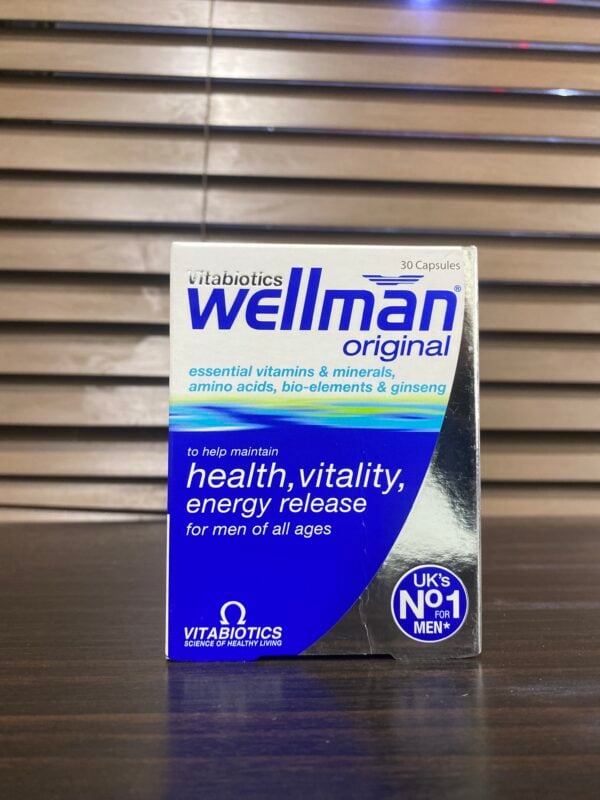 30 Capsules
Vitabiotics
wellman®
original
essential vitamins & minerals,
amino acids, bio-elements & ginseng
to help maintain
health, vitality,
energy release
for men of all ages
UK's
No1
FOR
MEN*
VITABIOTICS
SCIENCE OF HEALTHY LIVING